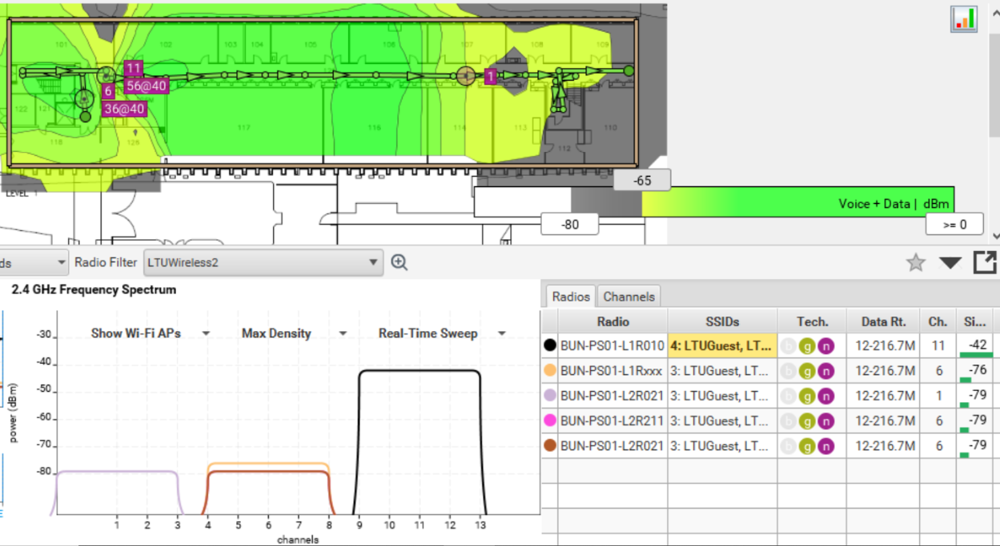 101 102 103 104 105 106 107 108 109
11
56@40
6
36@40
1
122 121
118 126 117 116 114 113 110
112
LEVEL 1
-65
Voice + Data | dBm
-80
>= 0
ds Radio Filter LTUWireless2
2.4 GHz Frequency Spectrum
Show Wi-Fi APs Max Density Real-Time Sweep
-30
-40
-50
-60
-70
-80
power (dBm)
1 2 3 4 5 6 7 8 9 10 11 12 13
channels
Radios Channels
Radio SSIDs Tech. Data Rt. Ch. Si...
BUN-PS01-L1R010 4: LTUGuest, LT... b g n 12-216.7M 11 -42
BUN-PS01-L1Rxxx 3: LTUGuest, LT... b g n 12-216.7M 6 -76
BUN-PS01-L2R021 3: LTUGuest, LT... b g n 12-216.7M 1 -79
BUN-PS01-L2R211 3: LTUGuest, LT... b g n 12-216.7M 6 -79
BUN-PS01-L2R021 3: LTUGuest, LT... b g n 12-216.7M 6 -79